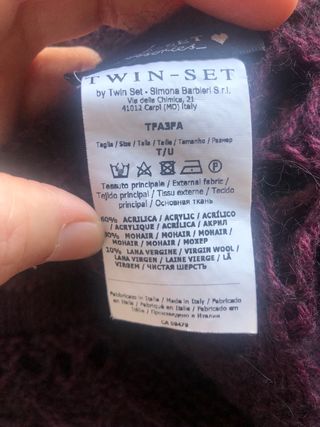 TWIN-SET
by Twin Set - Simona Barbieri S.r.l.
Via della Chimica, 21
41012 Carpi (MO) Italy
TPA3PA
Taglia / Size / Talla / Taille / Tamanho / Размер
T/U
Tessuto principale / External fabric /
Tejido principal / Tissu externe / Tecido
principal / Основная ткань
60% ACRILICA / ACRYLIC / ACRÍLICO
/ ACRYLIQUE / ACRÍLICA / АКРИЛ
30% MOHAIR / MOHAIR / MOHAIR /
MOHAIR / MOHAIR / МОХЕР
10% LANA VERGINE / VIRGIN WOOL /
LANA VIRGEN / LAINE VIERGE / LÃ
VIRGEM / ЧИСТАЯ ШЕРСТЬ
Fabbricato in Italia / Made in Italy / Fabricado
en Italia / Fabriqué en Italie / Fabricado em
Itália / Произведено в Италии